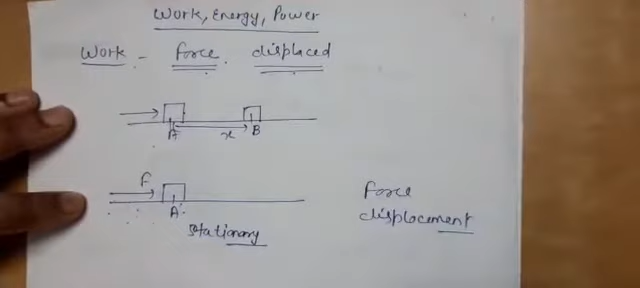 Work, Energy, Power
Work - force. displaced
A x B
F
A
Stationary
force
displacement